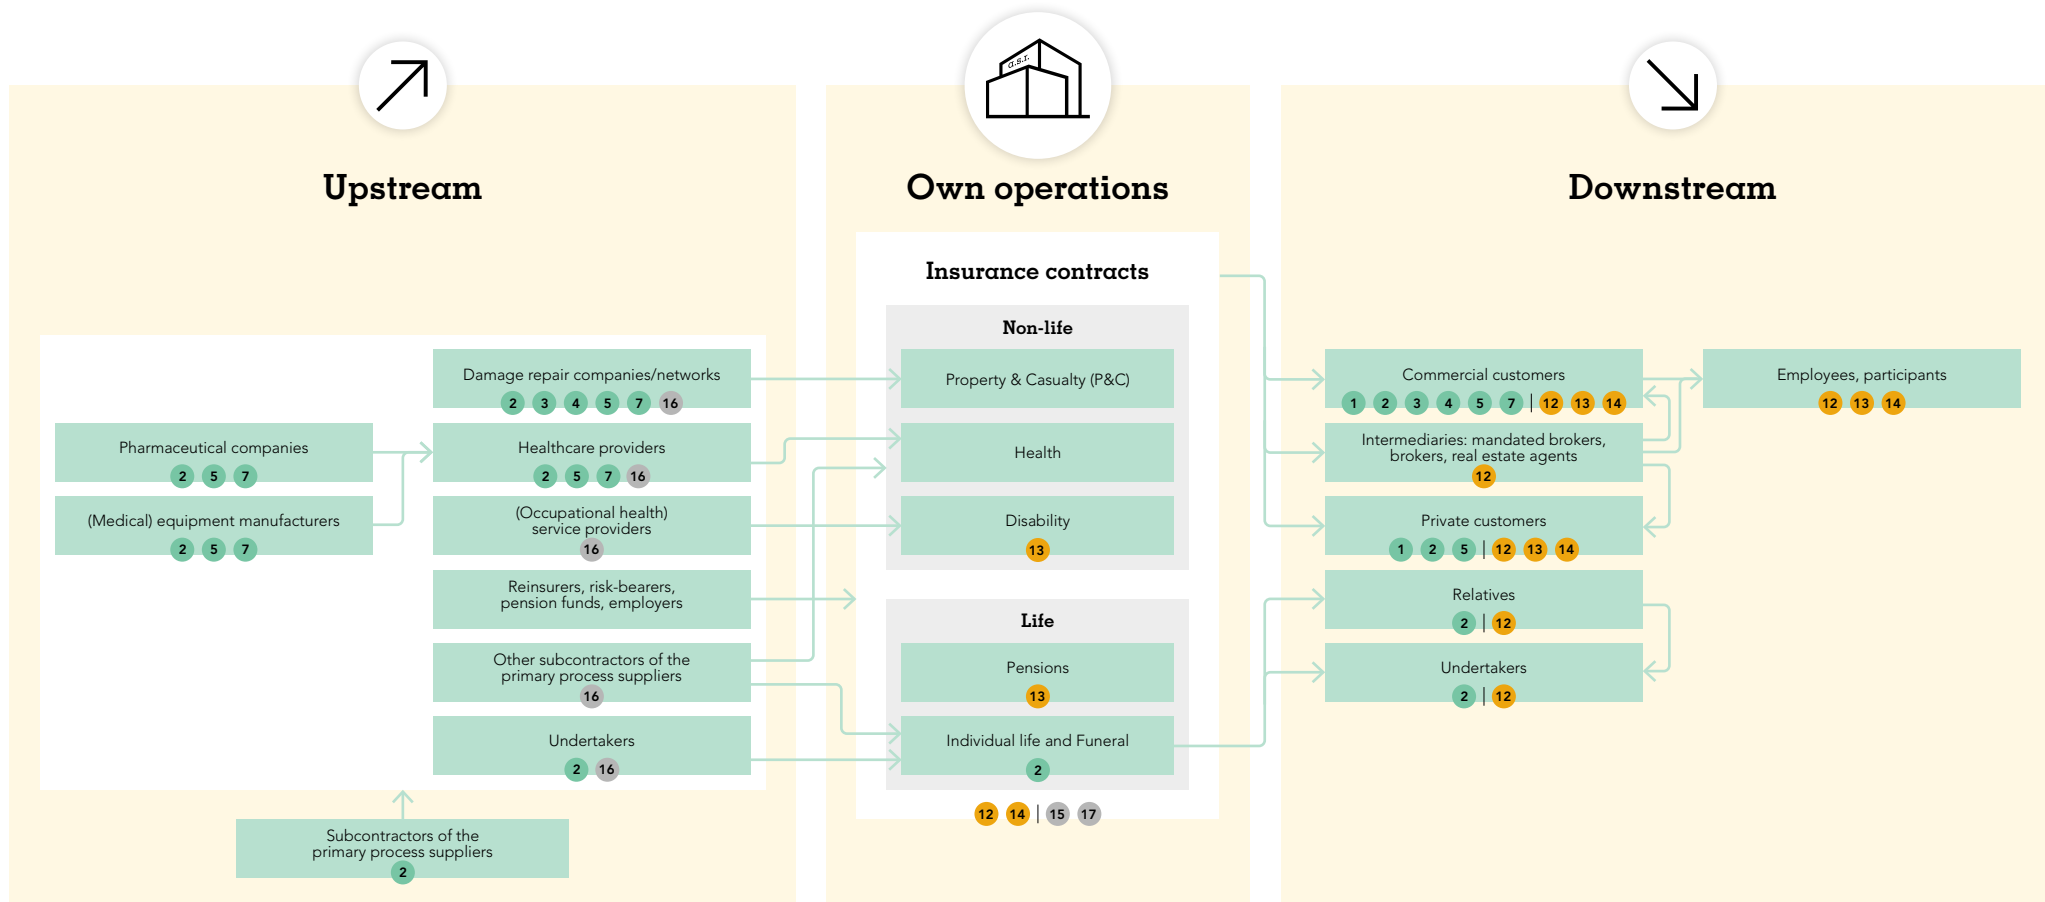 a.s.r.
Upstream
Own operations
Downstream
Damage repair companies/networks
2 3 4 5 7 16
Pharmaceutical companies
2 5 7
Healthcare providers
2 5 7 16
(Medical) equipment manufacturers
2 5 7
(Occupational health)
service providers
16
Reinsurers, risk-bearers,
pension funds, employers
Other subcontractors of the
primary process suppliers
16
Undertakers
2 16
Subcontractors of the
primary process suppliers
2
Insurance contracts
Non-life
Property & Casualty (P&C)
Health
Disability
13
Life
Pensions
13
Individual life and Funeral
2
12 14 | 15 17
Commercial customers
1 2 3 4 5 7 | 12 13 14
Employees, participants
12 13 14
Intermediaries: mandated brokers,
brokers, real estate agents
12
Private customers
1 2 5 | 12 13 14
Relatives
2 | 12
Undertakers
2 | 12